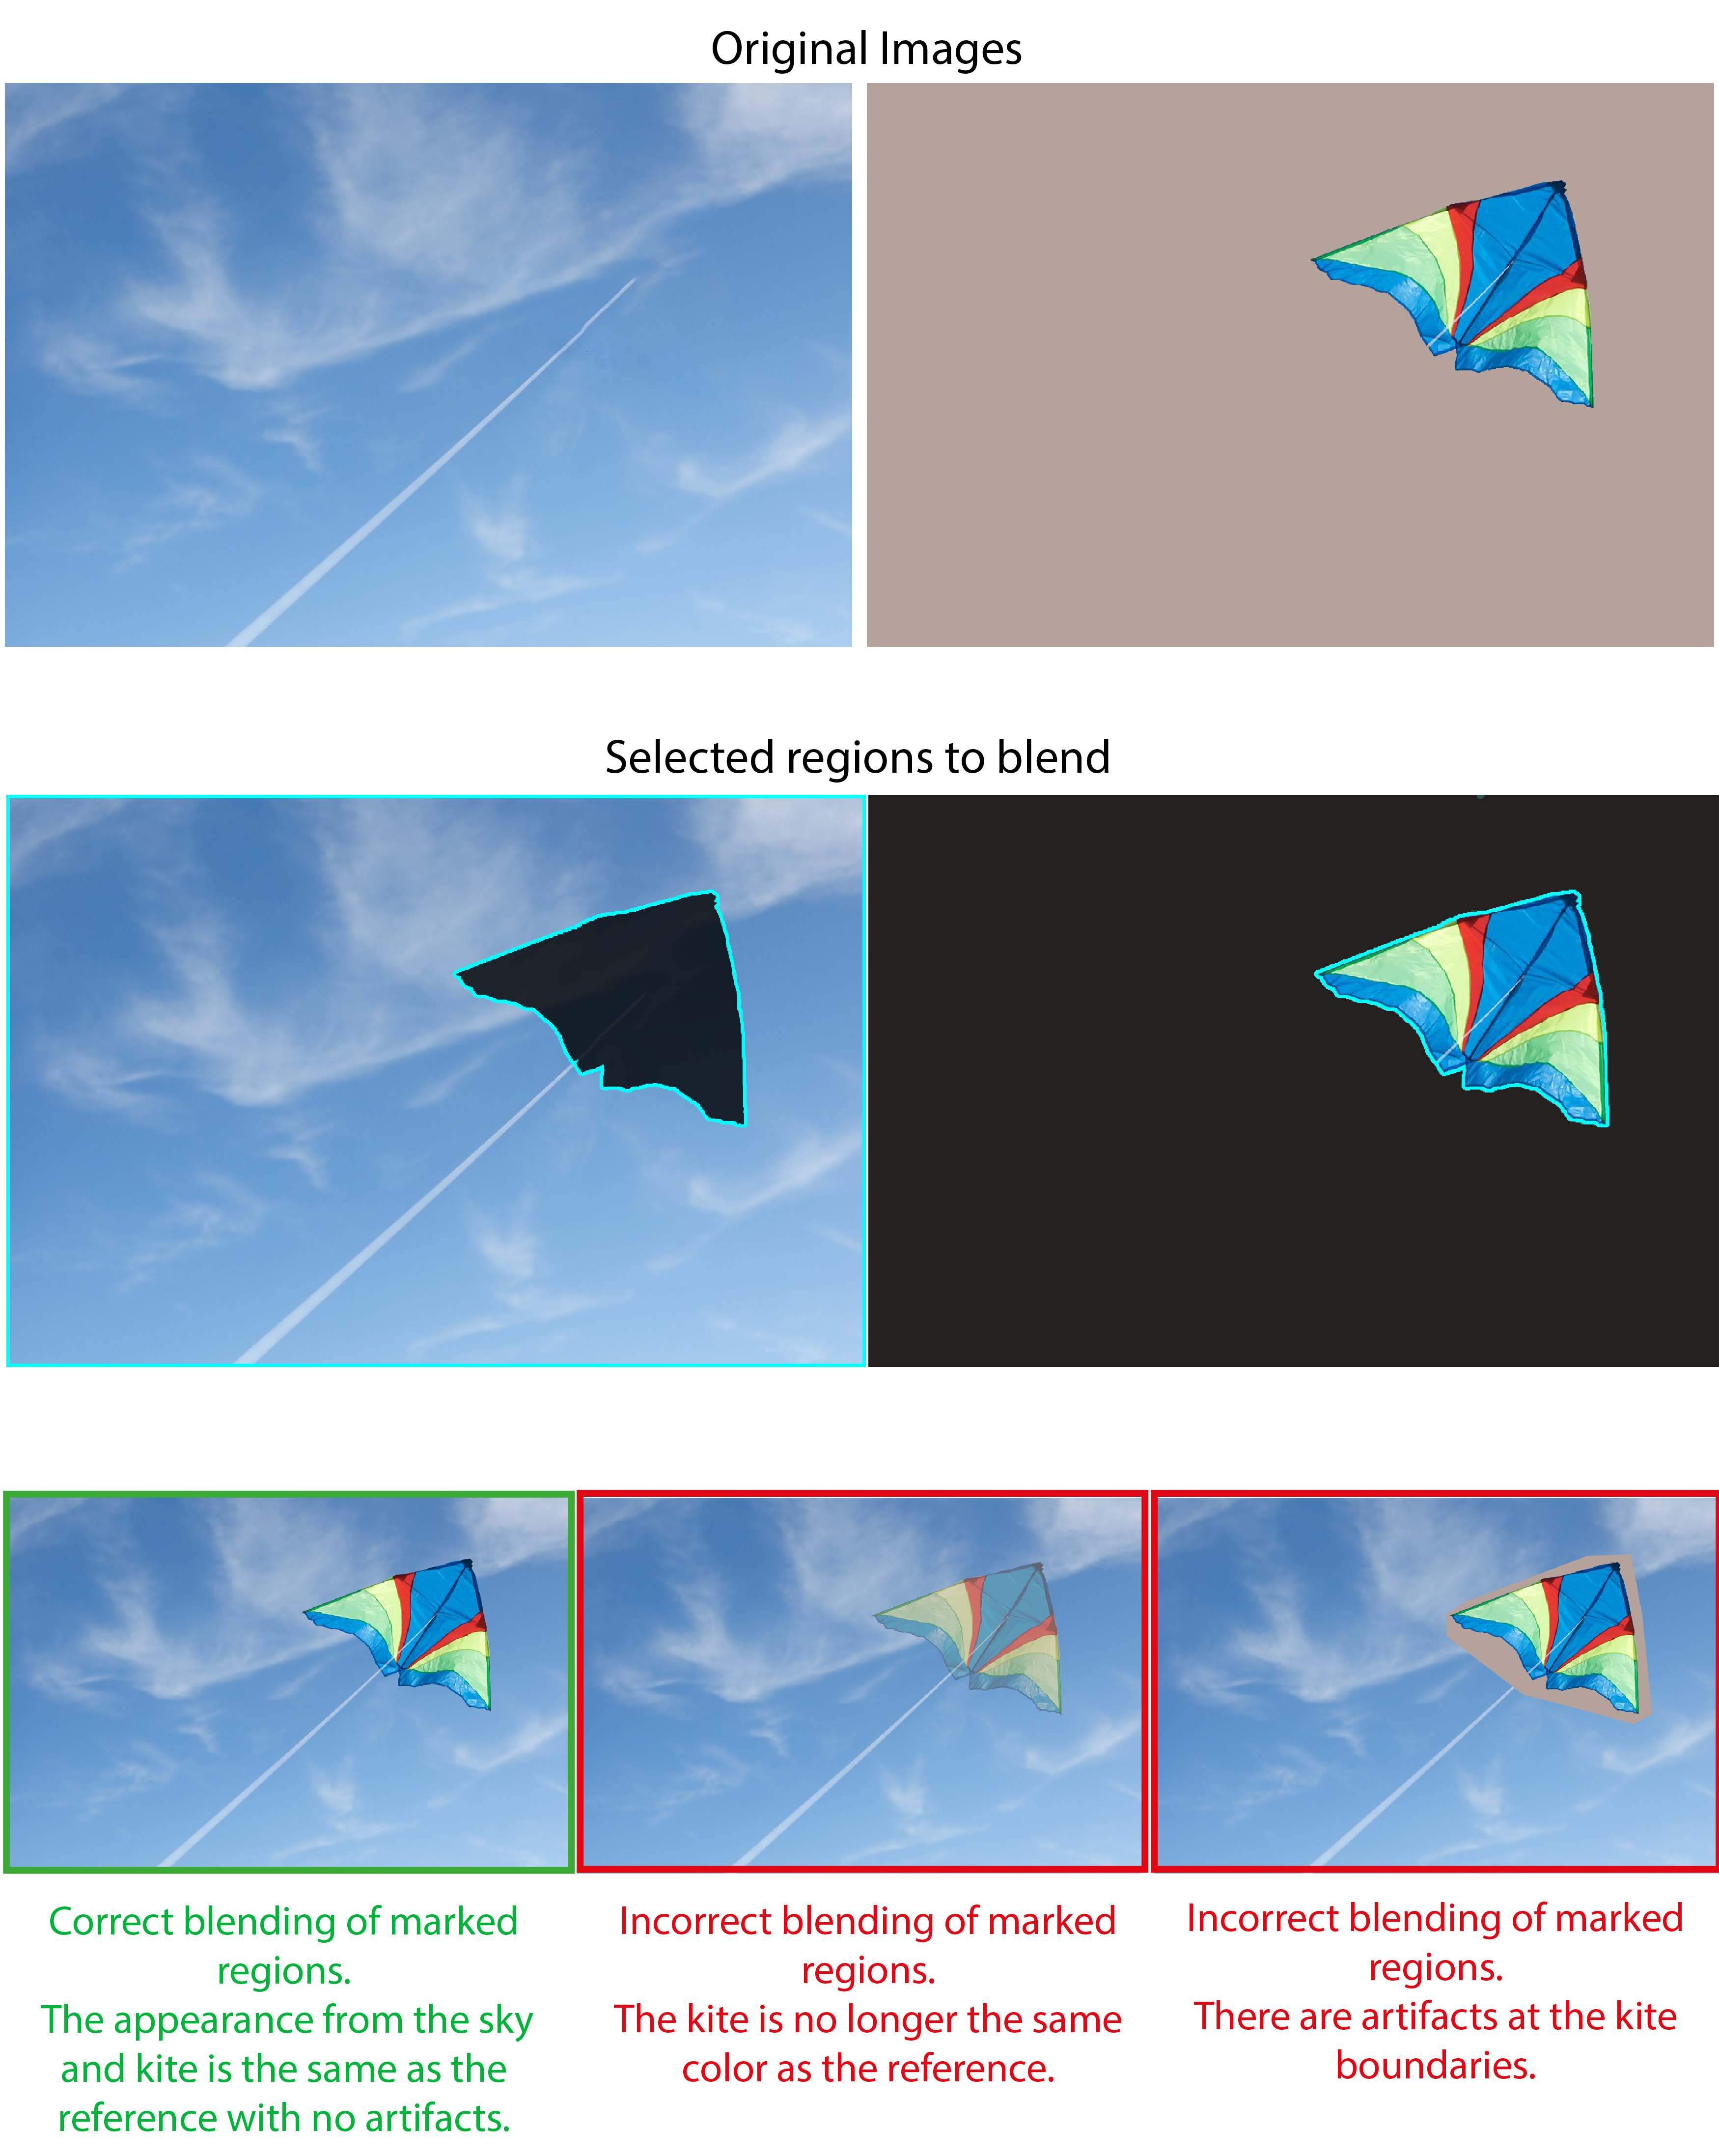 Original Images
Selected regions to blend
Correct blending of marked
regions.
The appearance from the sky
and kite is the same as the
reference with no artifacts.
Incorrect blending of marked
regions.
The kite is no longer the same
color as the reference.
Incorrect blending of marked
regions.
There are artifacts at the kite
boundaries.